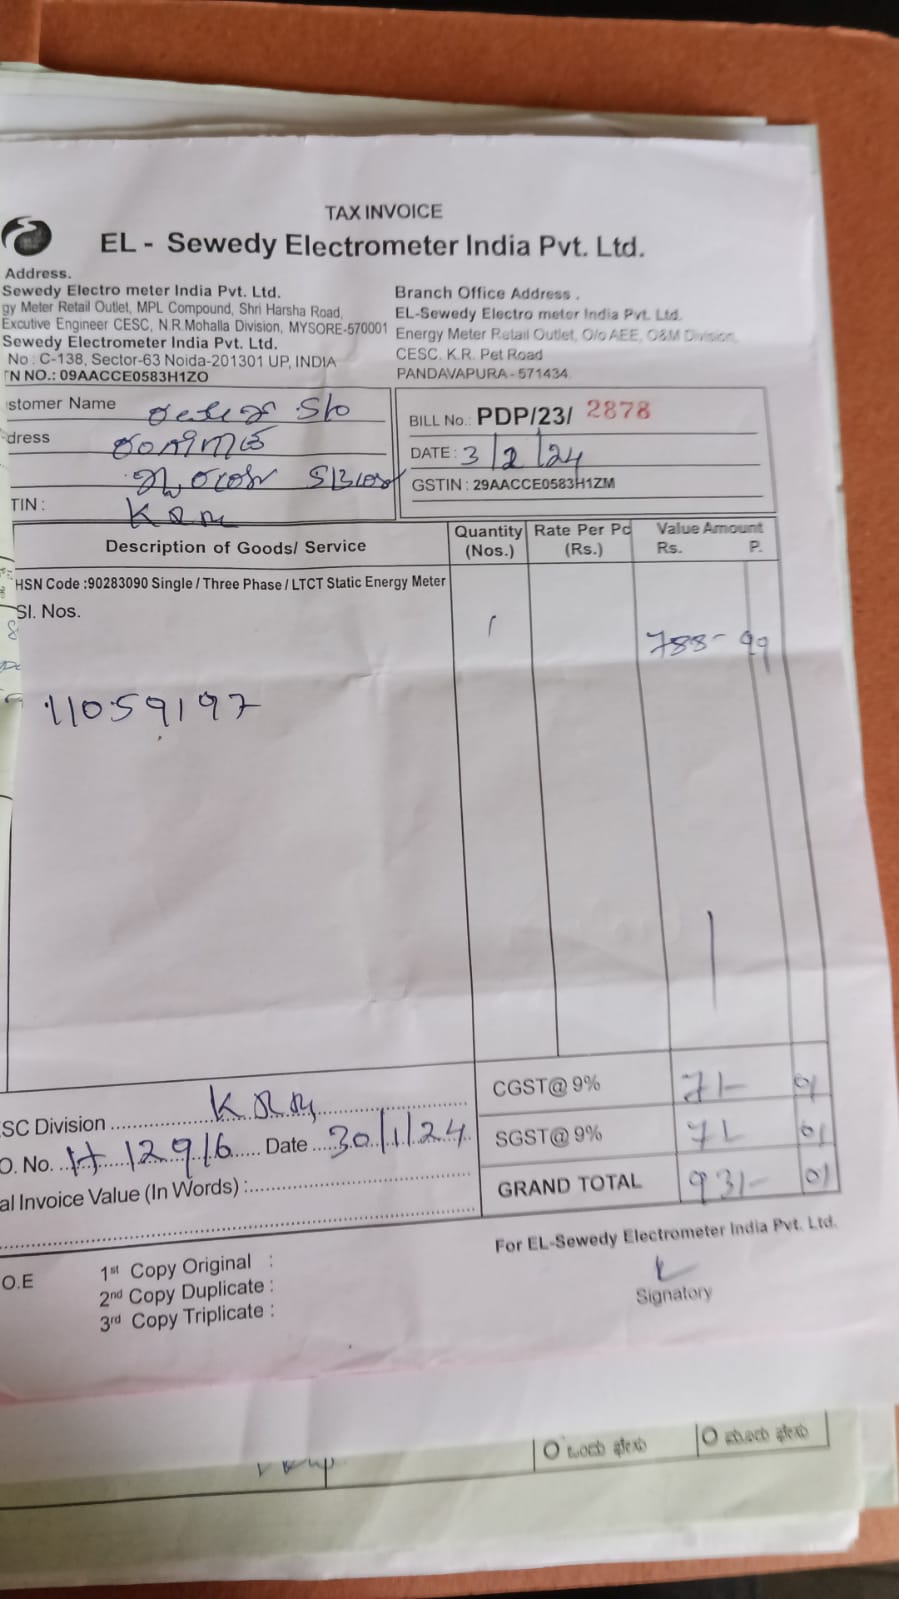 TAX INVOICE
EL - Sewedy Electrometer India Pvt. Ltd.
Address.
Sewedy Electro meter India Pvt. Ltd.
gy Meter Retail Outlet, MPL Compound, Shri Harsha Road,
Excutive Engineer CESC, N.R.Mohalla Division, MYSORE-570001
Sewedy Electrometer India Pvt. Ltd.
No : C-138, Sector-63 Noida-201301 UP, INDIA
TN NO.: 09AACCE0583H1ZO
Branch Office Address .
EL-Sewedy Electro meter India Pvt. Ltd.
Energy Meter Retail Outlet, O/o AEE, O&M Division,
CESC. K.R. Pet Road
PANDAVAPURA - 571434
stomer Name S/o
dress
TIN :
BILL No.: PDP/23/ 2878
DATE : 3/2/24
GSTIN : 29AACCE0583H1ZM
Description of Goods/ Service
Quantity (Nos.)
Rate Per Pc (Rs.)
Value Amount
Rs. P.
HSN Code :90283090 Single / Three Phase / LTCT Static Energy Meter
Sl. Nos.
1
788- 99
11059197
SC Division
O. No. H 12916 Date 30/1/24
al Invoice Value (In Words) :
CGST@ 9% 71- 01
SGST@ 9% 71 01
GRAND TOTAL 931- 01
For EL-Sewedy Electrometer India Pvt. Ltd.
Signatory
O.E
1st Copy Original :
2nd Copy Duplicate :
3rd Copy Triplicate :